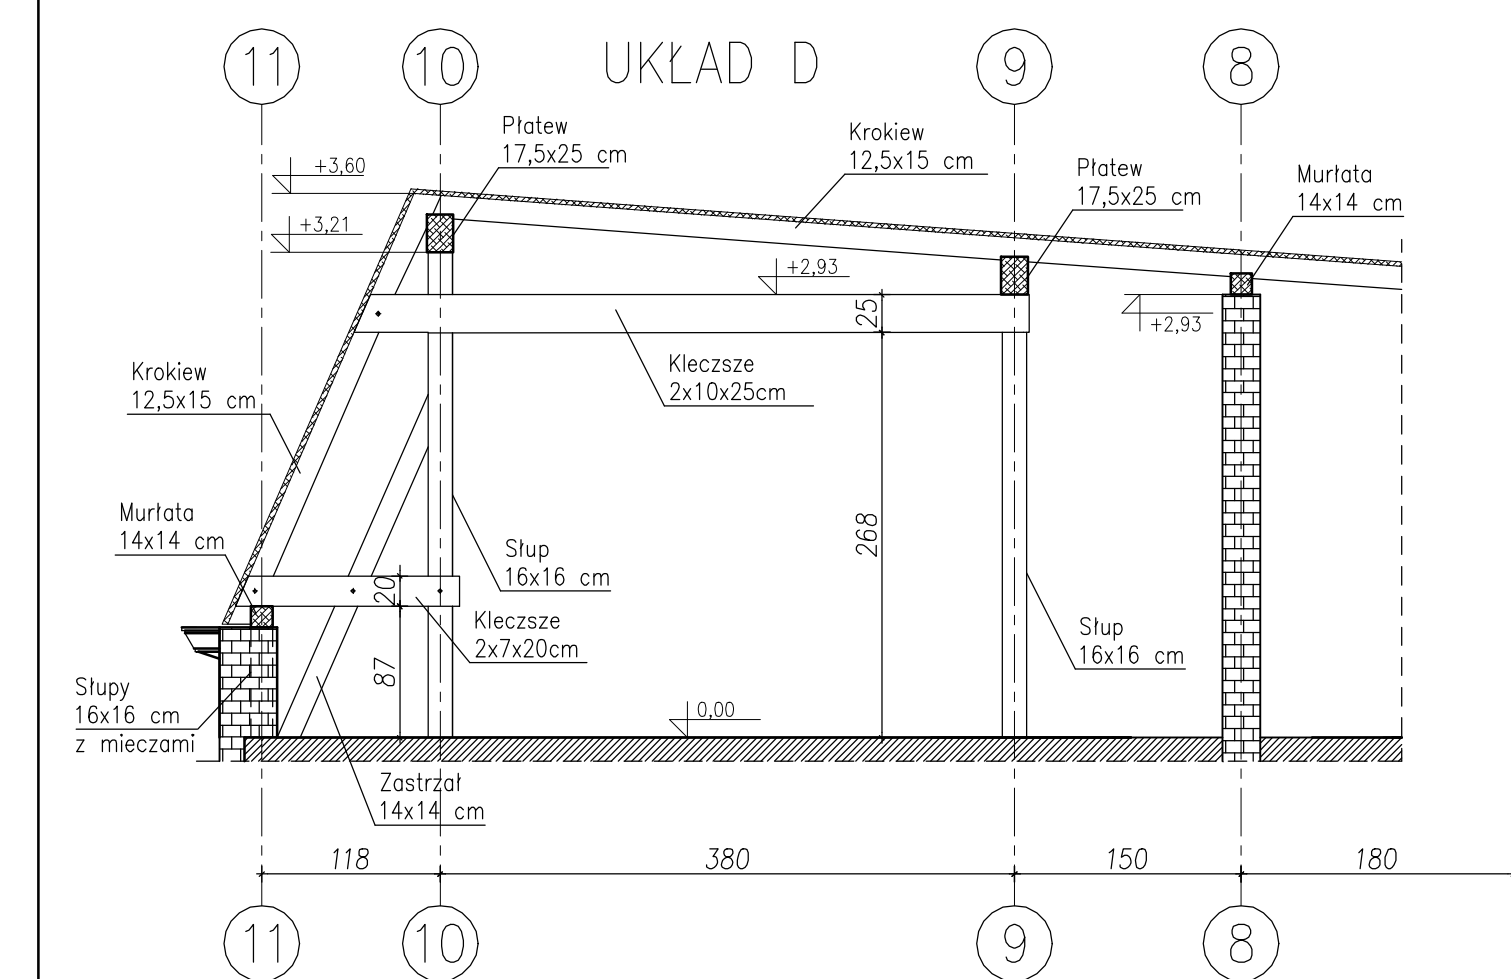 11
10
UKŁAD D
9
8
Płatew
17,5x25 cm
Krokiew
12,5x15 cm
Płatew
17,5x25 cm
Murłata
14x14 cm
+3,60
+3,21
+2,93
+2,93
25
Kleczsze
2x10x25cm
Krokiew
12,5x15 cm
Murłata
14x14 cm
268
Słup
16x16 cm
20
Kleczsze
2x7x20cm
Słup
16x16 cm
87
Słupy
16x16 cm
z mieczami
0,00
Zastrzał
14x14 cm
118
380
150
180
11
10
9
8